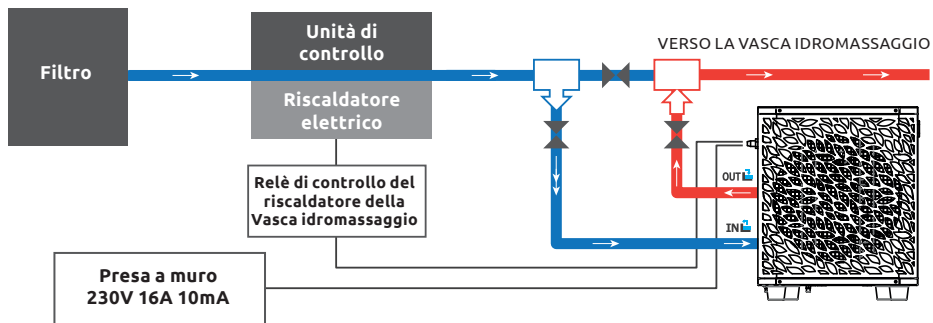 Filtro
Unità di
controllo
Riscaldatore
elettrico
VERSO LA VASCA IDROMASSAGGIO
OUT
IN
Relè di controllo del
riscaldatore della
Vasca idromassaggio
Presa a muro
230V 16A 10mA